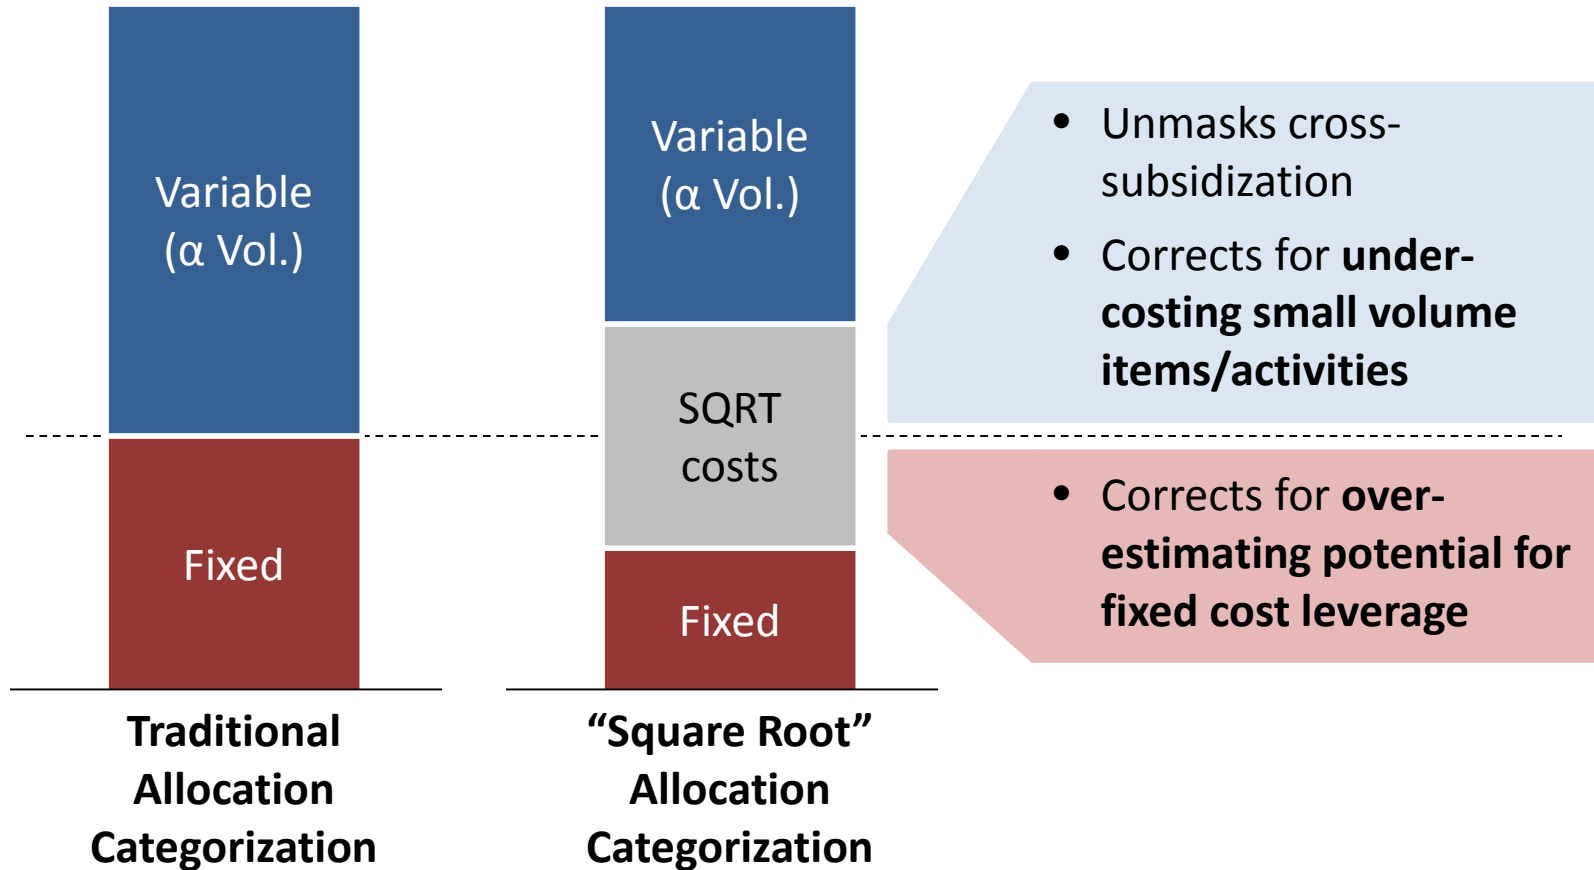 Variable
(α Vol.)
Fixed
Traditional
Allocation
Categorization
Variable
(α Vol.)
SQRT
costs
Fixed
“Square Root”
Allocation
Categorization
• Unmasks cross-
subsidization
• Corrects for under-
costing small volume
items/activities
• Corrects for over-
estimating potential for
fixed cost leverage